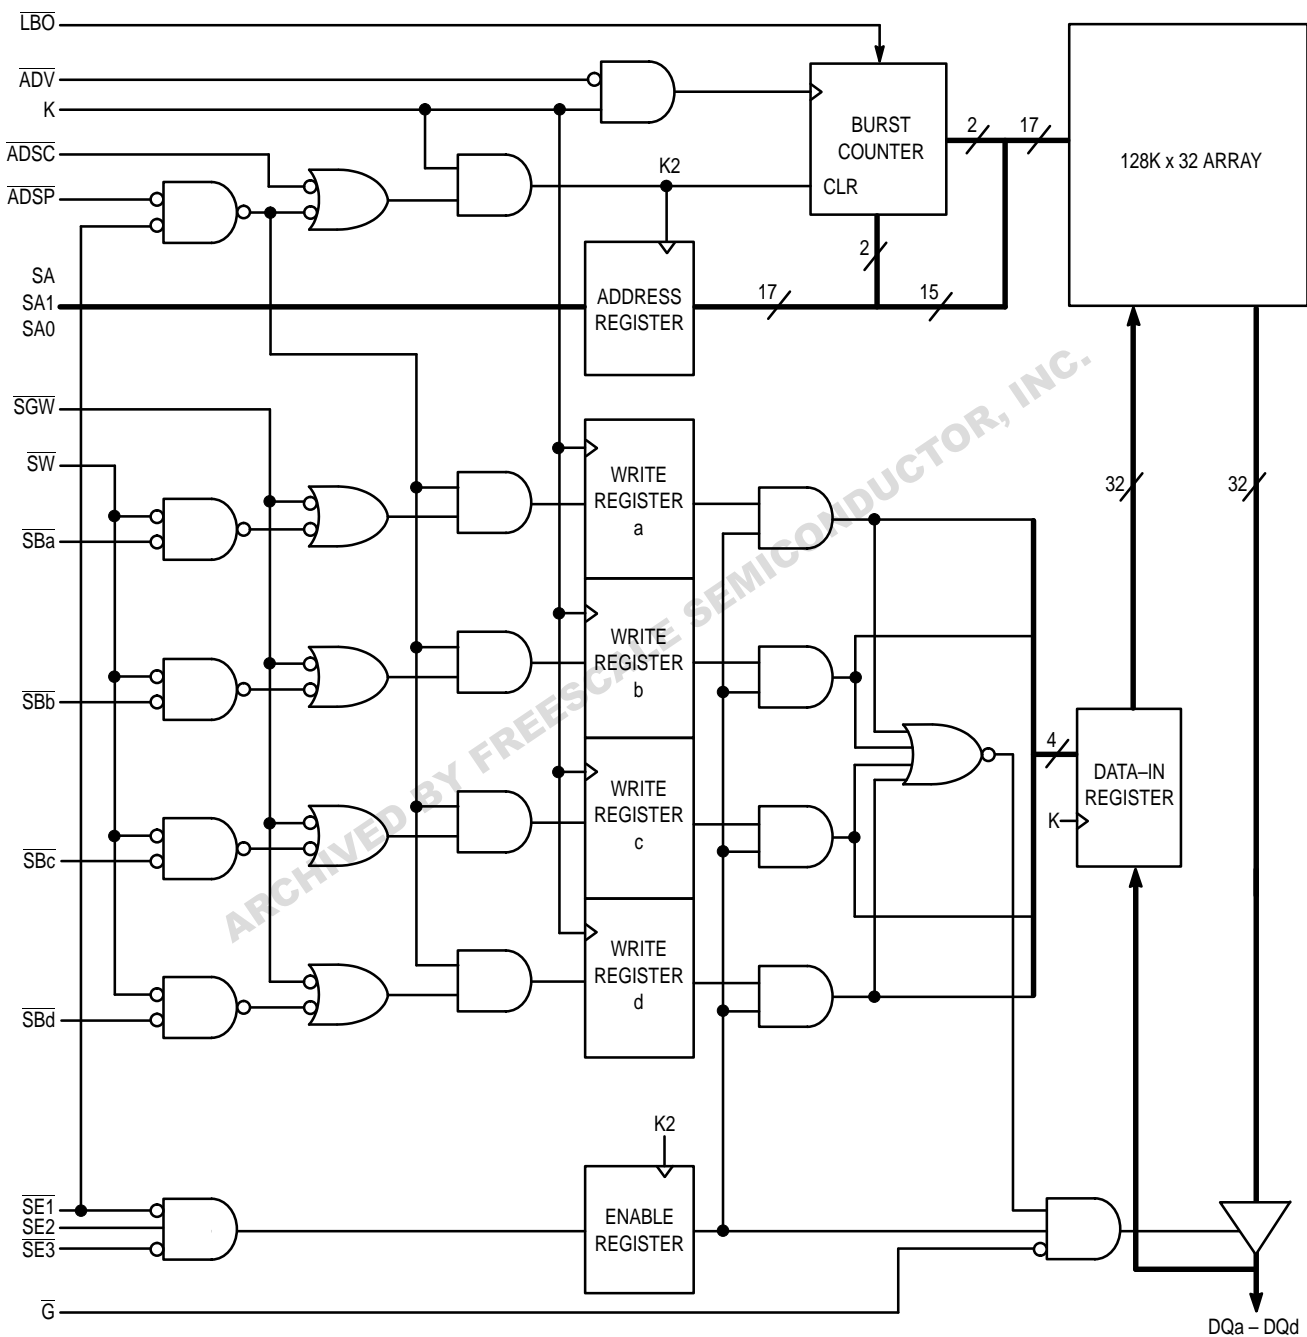 LBO
ADV
K
ADSC
ADSP
SA
SA1
SA0
SGW
SW
SBa
SBb
SBc
SBd
SE1
SE2
SE3
G
K2
BURST
COUNTER
CLR
2
17
128K x 32 ARRAY
2
ADDRESS
REGISTER
17
15
WRITE
REGISTER
a
WRITE
REGISTER
b
WRITE
REGISTER
c
WRITE
REGISTER
d
32
32
4
DATA–IN
REGISTER
K
K2
ENABLE
REGISTER
DQa – DQd
ARCHIVED BY FREESCALE SEMICONDUCTOR, INC.